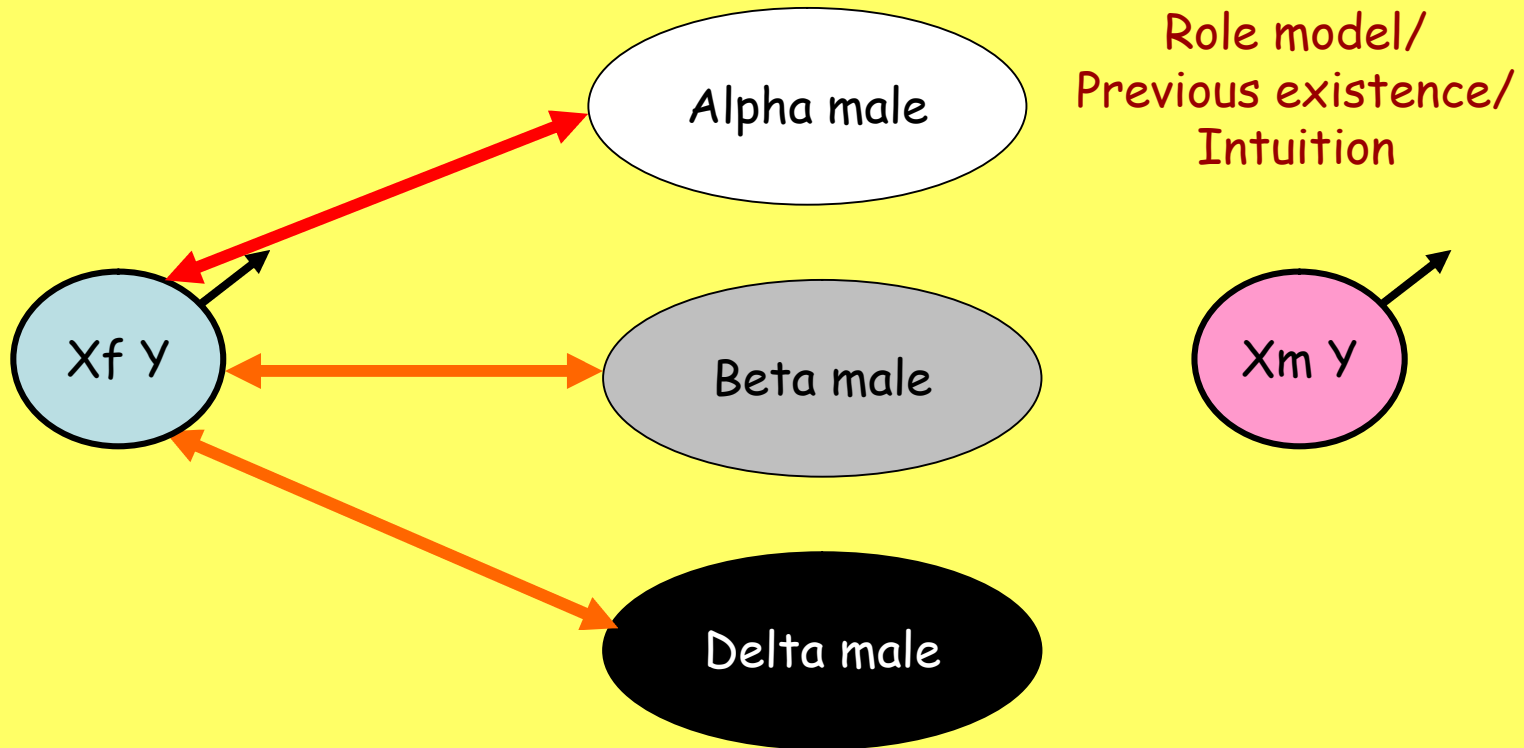 Role model/
Previous existence/
Intuition
Alpha male
Xf Y
Beta male
Xm Y
Delta male